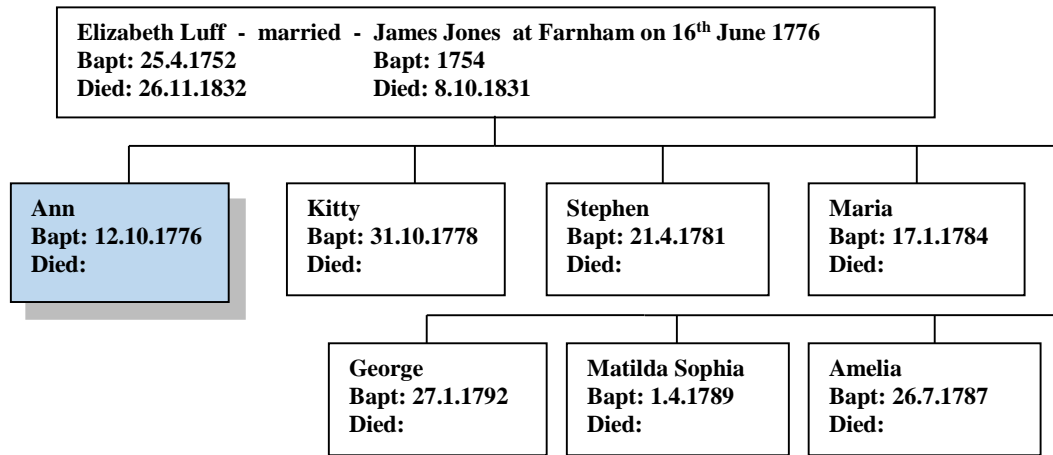 Elizabeth Luff - married - James Jones at Farnham on 16th June 1776
Bapt: 25.4.1752 Bapt: 1754
Died: 26.11.1832 Died: 8.10.1831
Ann
Bapt: 12.10.1776
Died:
Kitty
Bapt: 31.10.1778
Died:
Stephen
Bapt: 21.4.1781
Died:
Maria
Bapt: 17.1.1784
Died:
George
Bapt: 27.1.1792
Died:
Matilda Sophia
Bapt: 1.4.1789
Died:
Amelia
Bapt: 26.7.1787
Died: